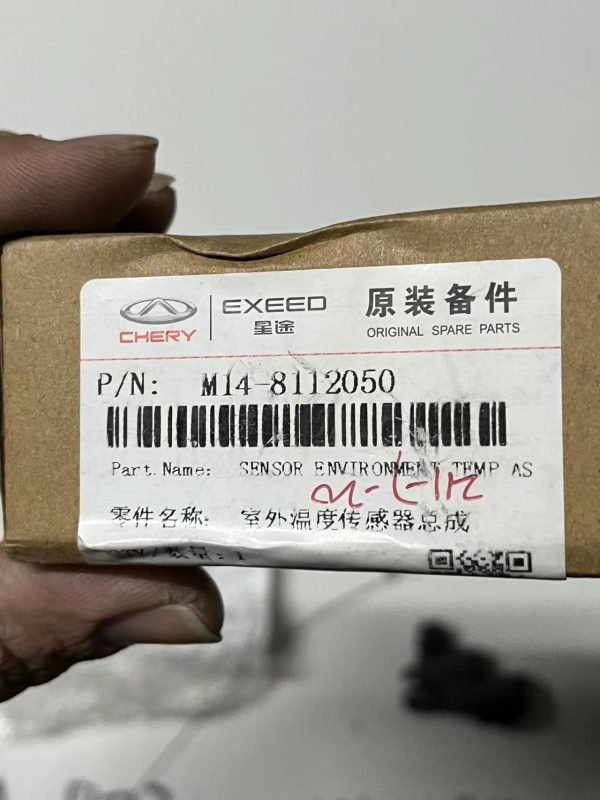 CHERY
EXEED
星途
原装备件
ORIGINAL SPARE PARTS
P/N: M14-8112050
Part Name: SENSOR ENVIRONMENT TEMP AS
零件名称: 室外温度传感器总成